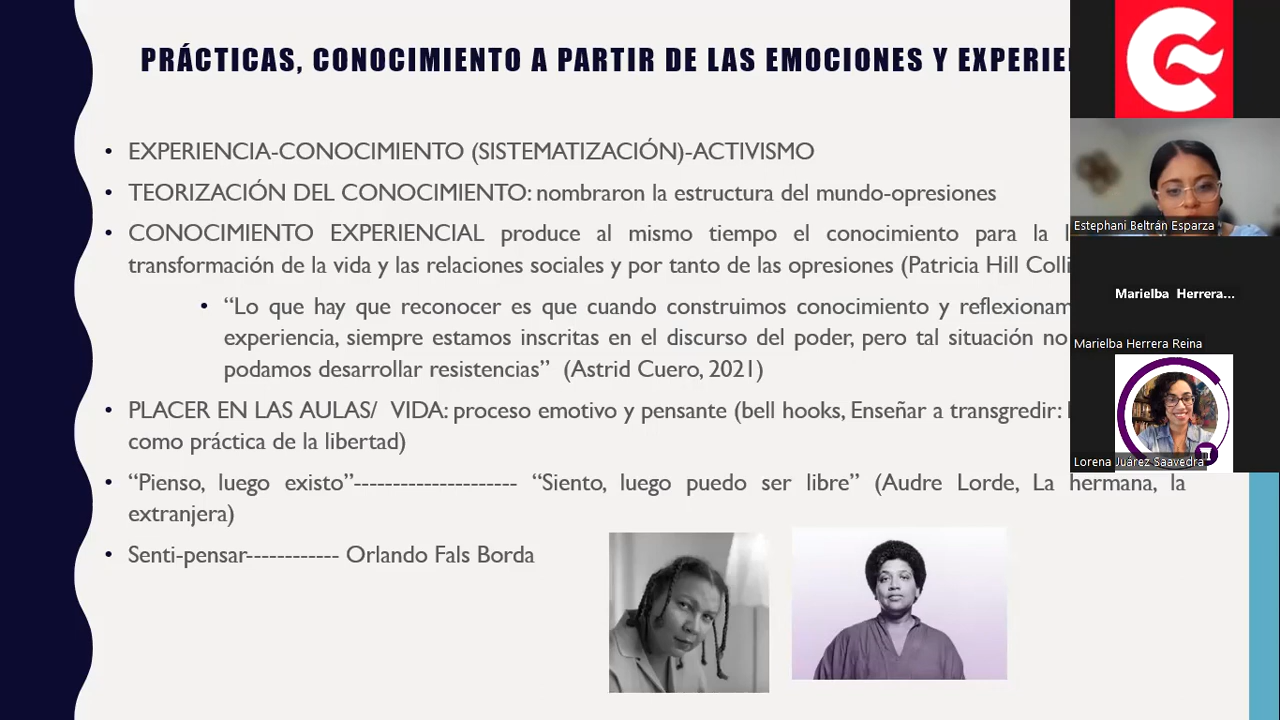 PRÁCTICAS, CONOCIMIENTO A PARTIR DE LAS EMOCIONES Y
• EXPERIENCIA-CONOCIMIENTO (SISTEMATIZACIÓN)-ACTIVISMO
• TEORIZACIÓN DEL CONOCIMIENTO: nombraron la estructura del mundo-opresiones
• CONOCIMIENTO EXPERIENCIAL produce al mismo tiempo el conocimiento para la
transformación de la vida y las relaciones sociales y por tanto de las opresiones (Patricia Hill
• “Lo que hay que reconocer es que cuando construimos conocimiento y
experiencia, siempre estamos inscritas en el discurso del poder, pero tal situación no
podamos desarrollar resistencias” (Astrid Cuero, 2021)
• PLACER EN LAS AULAS/ VIDA: proceso emotivo y pensante (bell hooks, Enseñar a transgredir:
como práctica de la libertad)
• “Pienso, luego existo”--------------------- “Siento, luego puedo ser libre” (Audre Lorde, La hermana, la
extranjera)
• Senti-pensar------------ Orlando Fals Borda
Estephani Beltrán Esparza
Marielba Herrera...
Marielba Herrera Reina
Lorena Juárez Saavedra